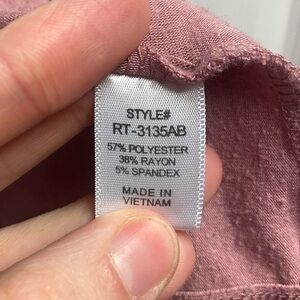 STYLE#
RT-3135AB
57% POLYESTER
38% RAYON
5% SPANDEX
MADE IN
VIETNAM